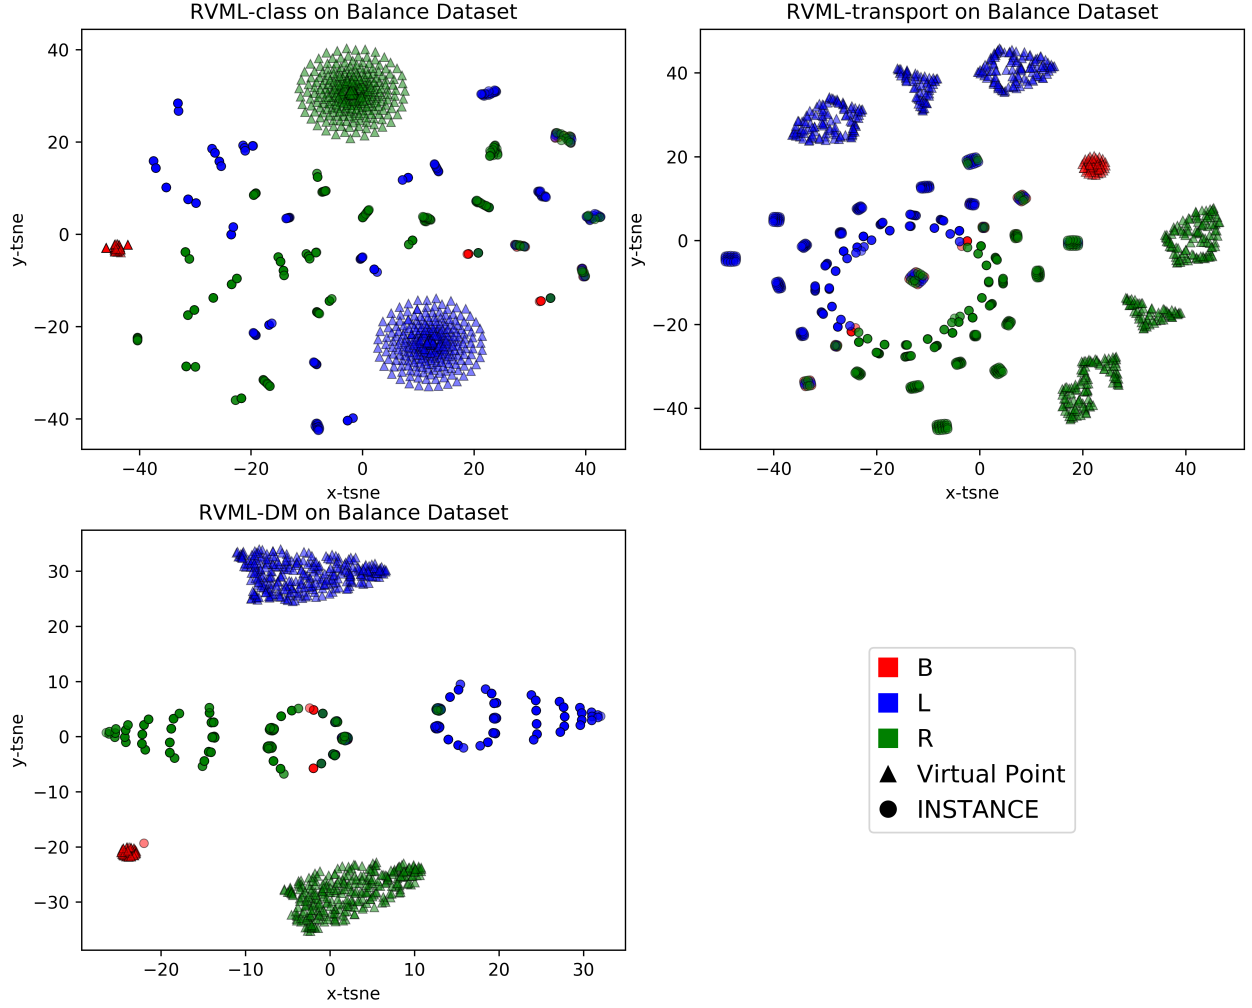 RVML-class on Balance Dataset
40
20
0
−20
−40
y-tsne
−40 −20 0 20 40
x-tsne
RVML-transport on Balance Dataset
40
20
0
−20
−40
y-tsne
−40 −20 0 20 40
x-tsne
RVML-DM on Balance Dataset
30
20
10
0
−10
−20
−30
y-tsne
−20 −10 0 10 20 30
x-tsne
B
L
R
Virtual Point
INSTANCE